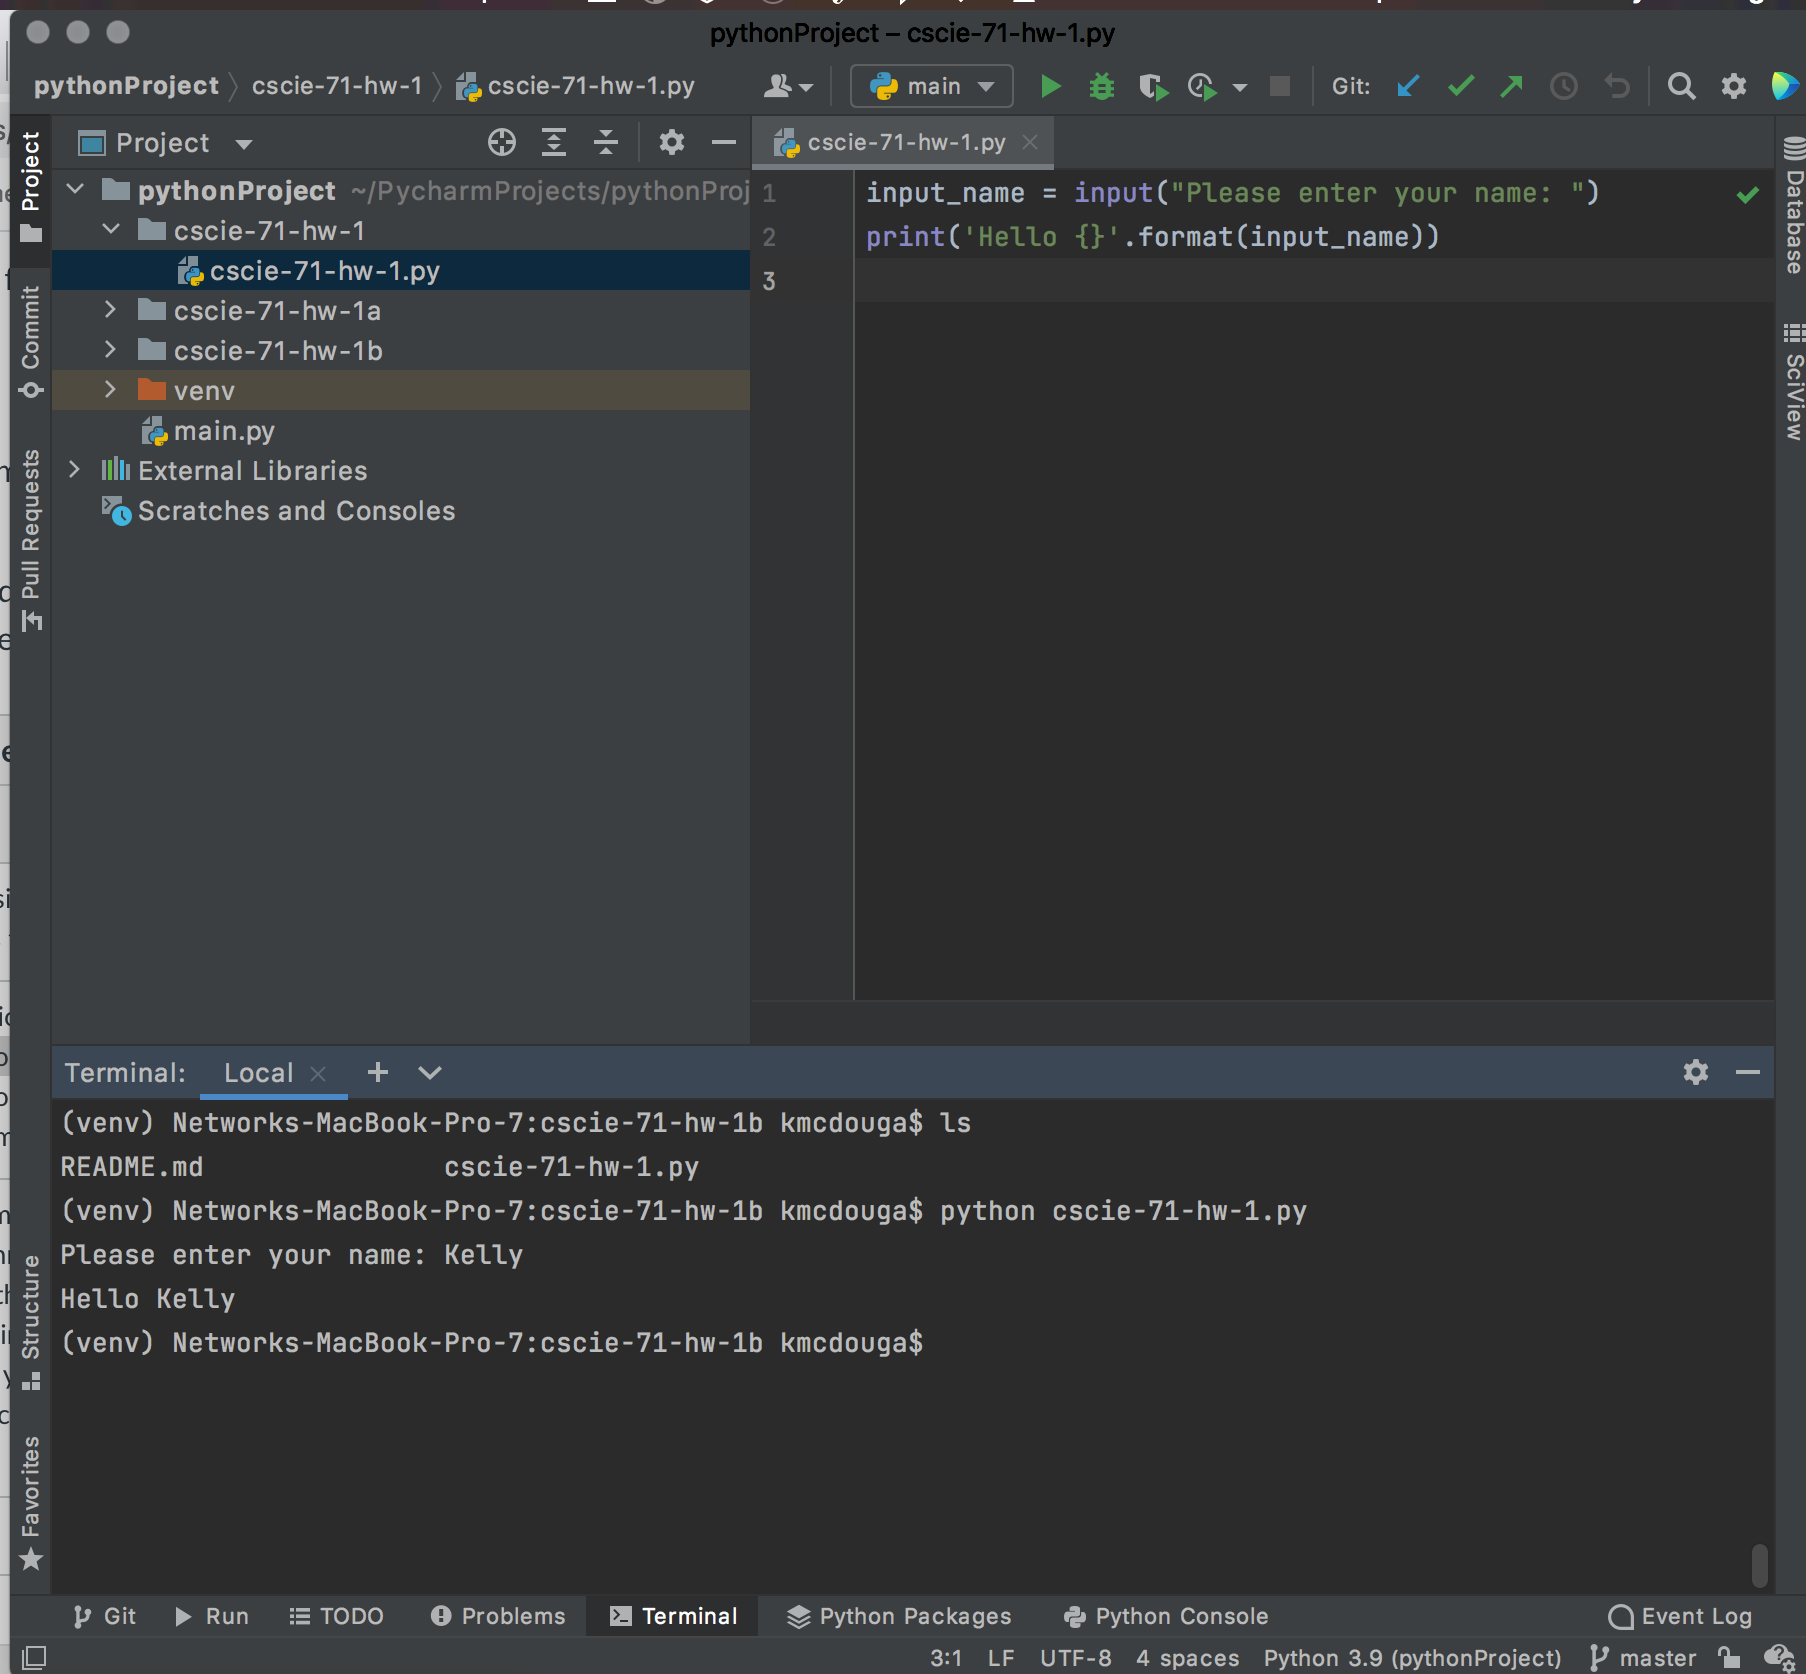 pythonProject – cscie-71-hw-1.py
pythonProject cscie-71-hw-1 cscie-71-hw-1.py main Git:
Project
cscie-71-hw-1.py
Project
Commit
Pull Requests
Structure
Favorites
pythonProject ~/PycharmProjects/pythonProj
cscie-71-hw-1
cscie-71-hw-1.py
cscie-71-hw-1a
cscie-71-hw-1b
venv
main.py
External Libraries
Scratches and Consoles
1 input_name = input("Please enter your name: ")
2 print('Hello {}'.format(input_name))
3
Database
SciView
Terminal: Local
(venv) Networks-MacBook-Pro-7:cscie-71-hw-1b kmcdouga$ ls
README.md cscie-71-hw-1.py
(venv) Networks-MacBook-Pro-7:cscie-71-hw-1b kmcdouga$ python cscie-71-hw-1.py
Please enter your name: Kelly
Hello Kelly
(venv) Networks-MacBook-Pro-7:cscie-71-hw-1b kmcdouga$
Git Run TODO Problems Terminal Python Packages Python Console Event Log
3:1 LF UTF-8 4 spaces Python 3.9 (pythonProject) master